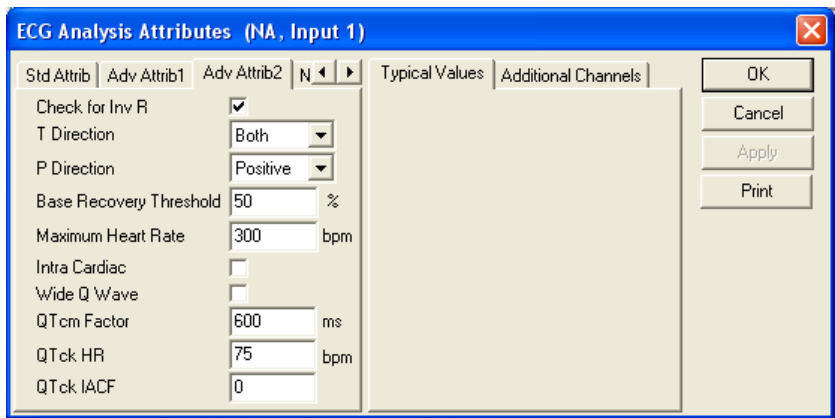 ECG Analysis Attributes (NA, Input 1)
Std Attrib Adv Attrib1 Adv Attrib2 N
Check for Inv R
T Direction Both
P Direction Positive
Base Recovery Threshold 50 %
Maximum Heart Rate 300 bpm
Intra Cardiac
Wide Q Wave
QTcm Factor 600 ms
QTck HR 75 bpm
QTck IACF 0
Typical Values Additional Channels
OK
Cancel
Apply
Print